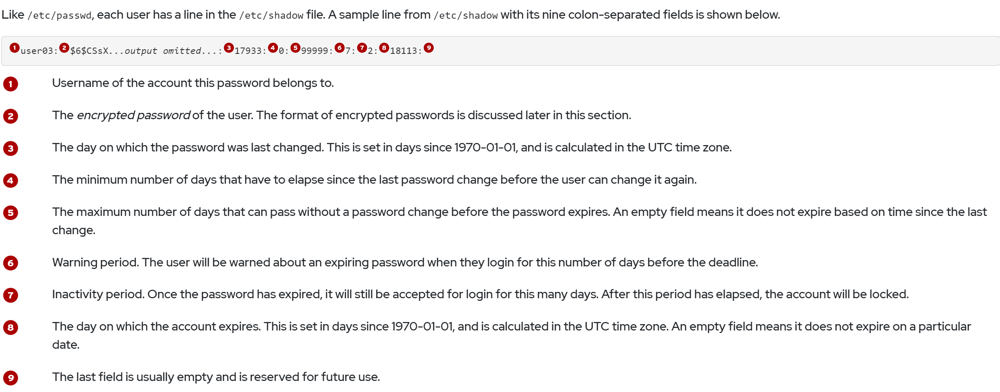 Like /etc/passwd, each user has a line in the /etc/shadow file. A sample line from /etc/shadow with its nine colon-separated fields is shown below.
1user03:2$6$CSsX...output omitted...:317933:40:599999:67:72:818113:9
1 Username of the account this password belongs to.
2 The encrypted password of the user. The format of encrypted passwords is discussed later in this section.
3 The day on which the password was last changed. This is set in days since 1970-01-01, and is calculated in the UTC time zone.
4 The minimum number of days that have to elapse since the last password change before the user can change it again.
5 The maximum number of days that can pass without a password change before the password expires. An empty field means it does not expire based on time since the last
change.
6 Warning period. The user will be warned about an expiring password when they login for this number of days before the deadline.
7 Inactivity period. Once the password has expired, it will still be accepted for login for this many days. After this period has elapsed, the account will be locked.
8 The day on which the account expires. This is set in days since 1970-01-01, and is calculated in the UTC time zone. An empty field means it does not expire on a particular
date.
9 The last field is usually empty and is reserved for future use.